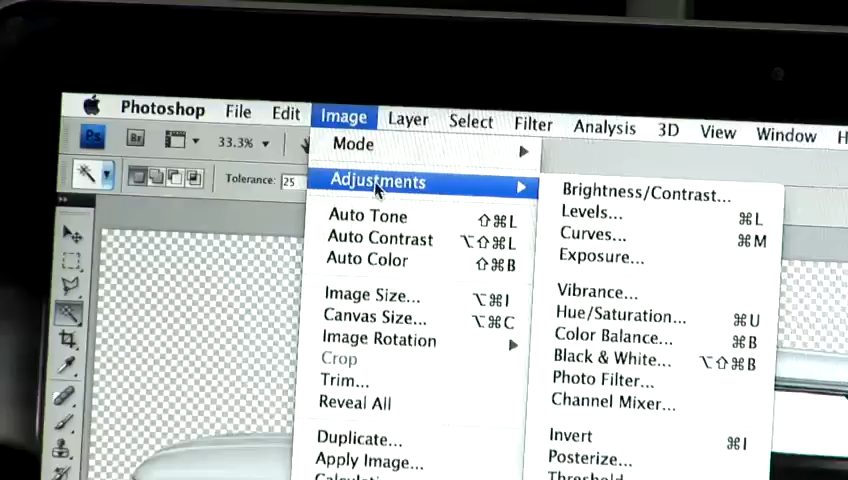 Photoshop File Edit Image Layer Select Filter Analysis 3D View Window
Ps Br 33.3%
Tolerance: 25
Mode
Adjustments
Auto Tone ⇧⌘L
Auto Contrast ⌥⇧⌘L
Auto Color ⇧⌘B
Image Size... ⌥⌘I
Canvas Size... ⌥⌘C
Image Rotation
Crop
Trim...
Reveal All
Duplicate...
Apply Image...
Brightness/Contrast...
Levels... ⌘L
Curves... ⌘M
Exposure...
Vibrance...
Hue/Saturation... ⌘U
Color Balance... ⌘B
Black & White... ⌥⇧⌘B
Photo Filter...
Channel Mixer...
Invert ⌘I
Posterize...